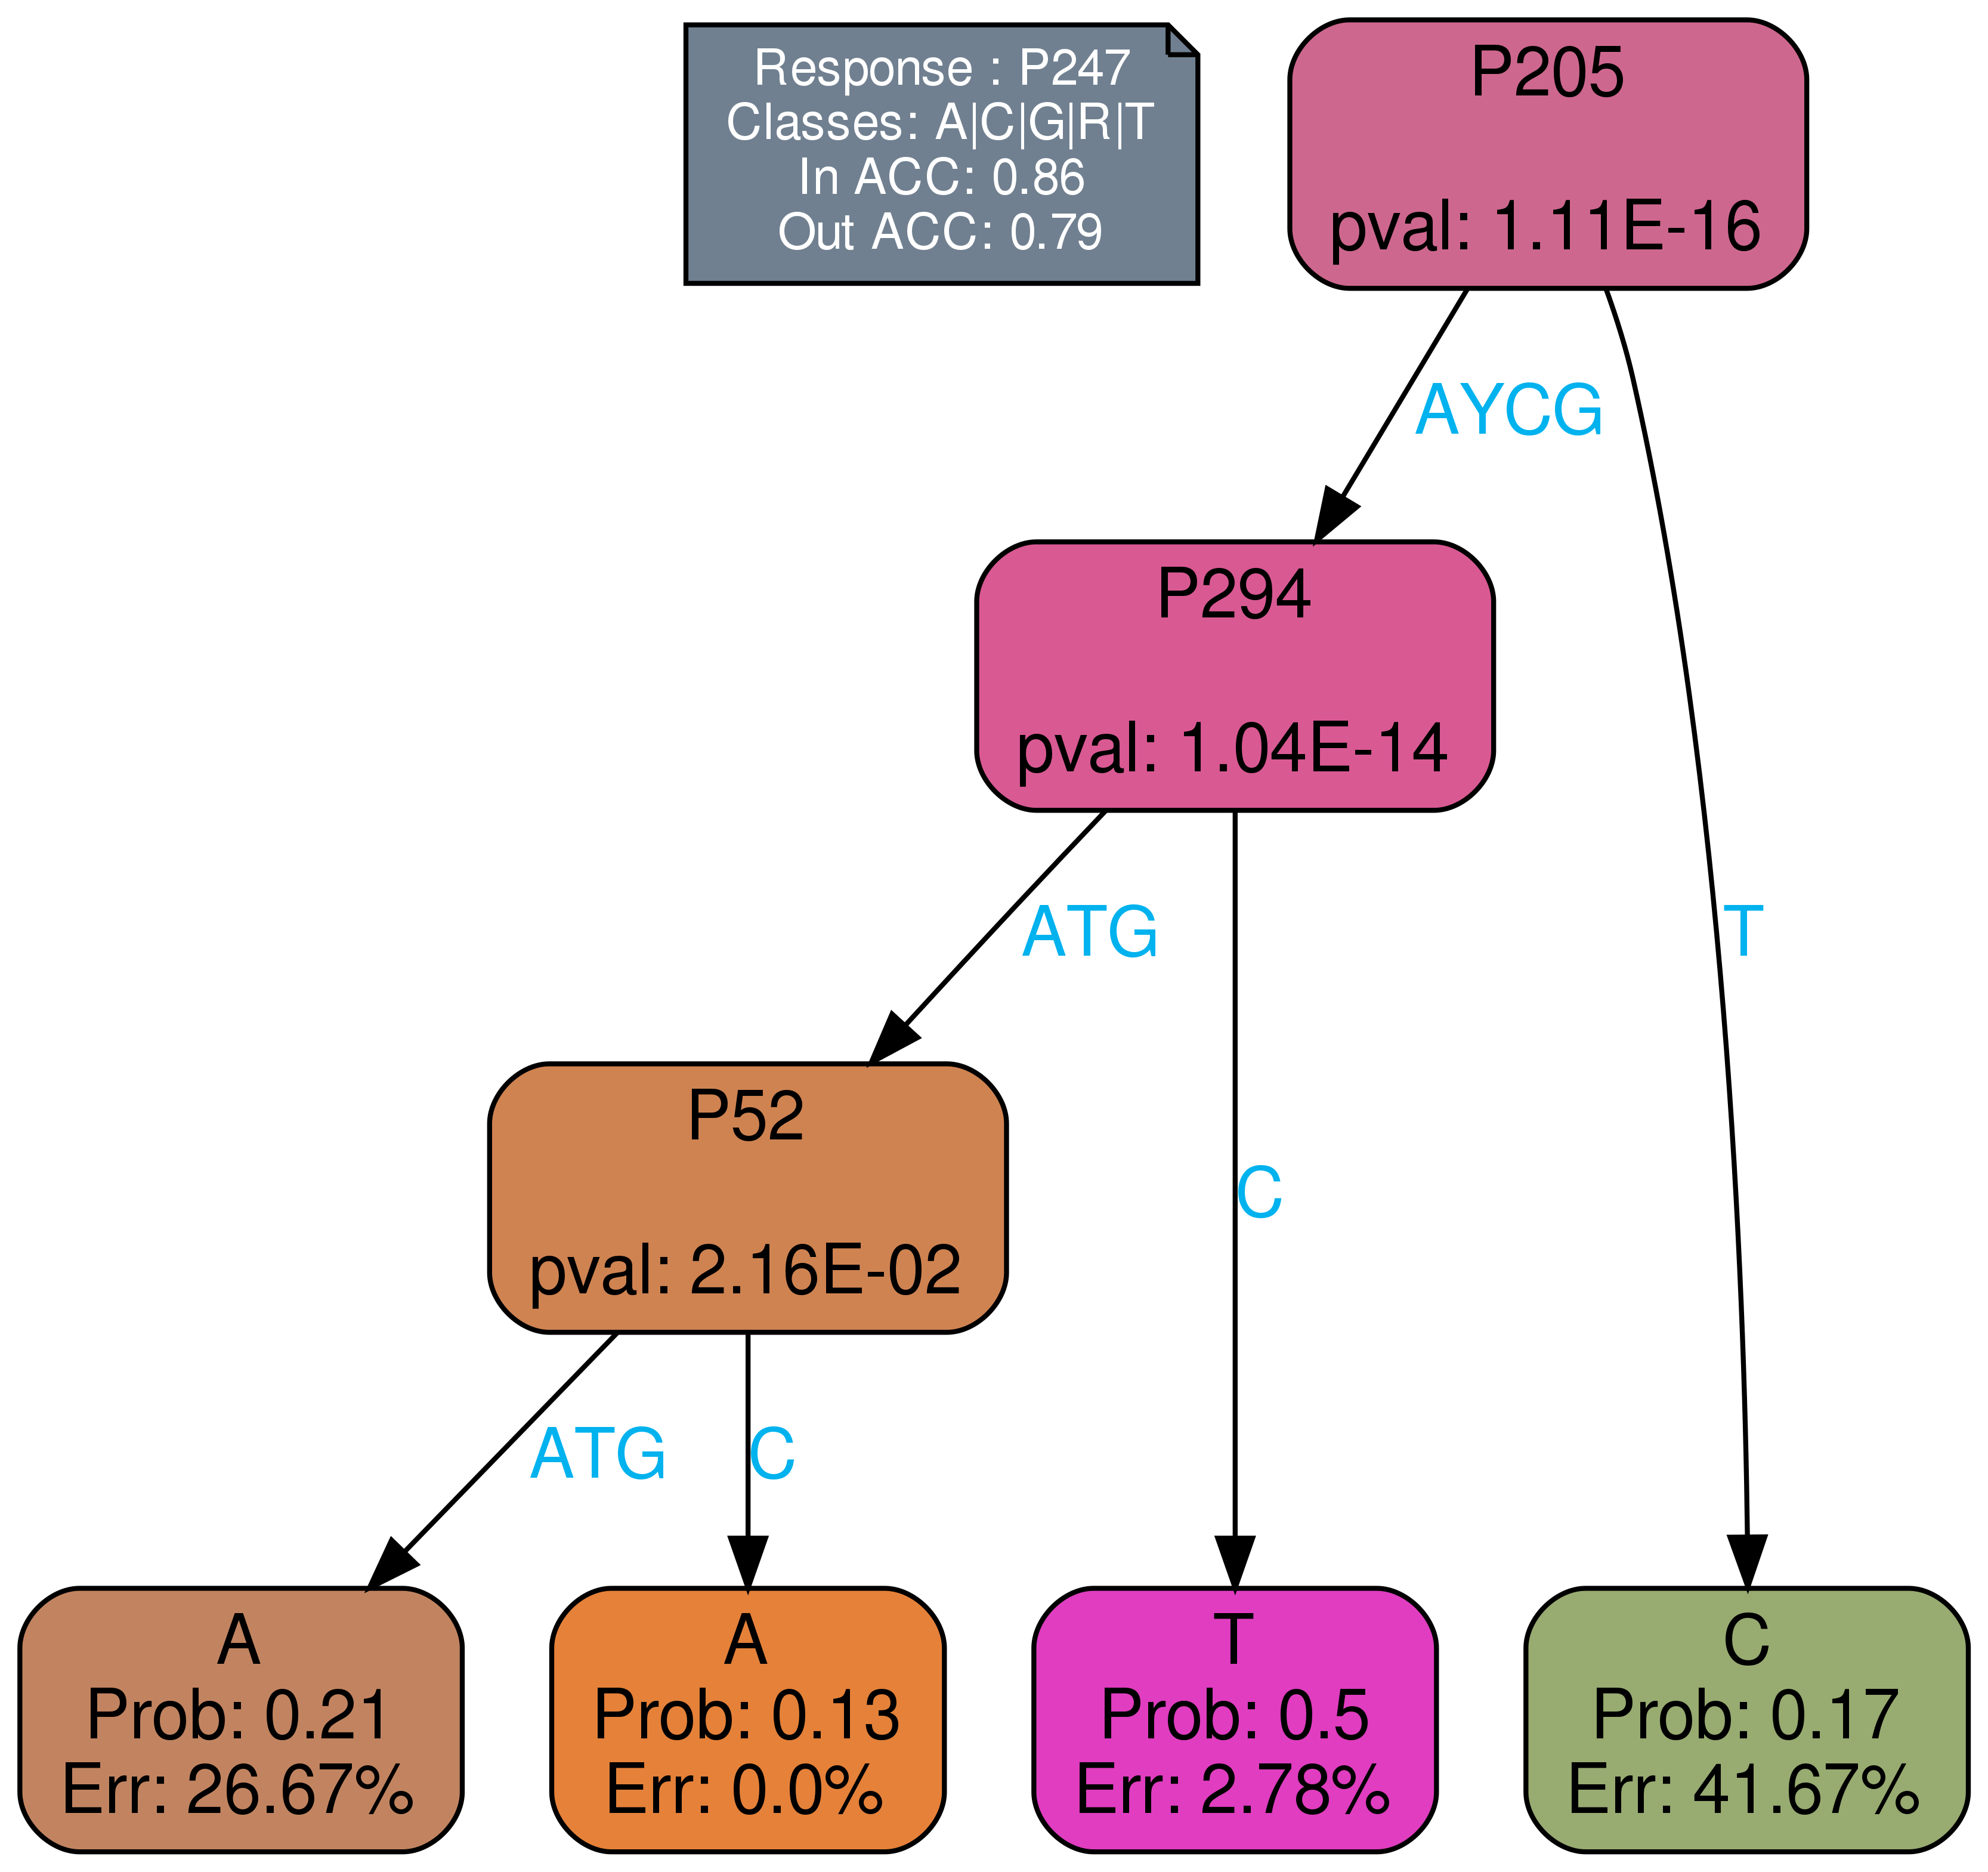 Response : P247
Classes: A|C|G|R|T
In ACC: 0.86
Out ACC: 0.79
P205
pval: 1.11E-16
AYCG
P294
pval: 1.04E-14
ATG
T
P52
pval: 2.16E-02
C
ATG
C
A
Prob: 0.21
Err: 26.67%
A
Prob: 0.13
Err: 0.0%
T
Prob: 0.5
Err: 2.78%
C
Prob: 0.17
Err: 41.67%